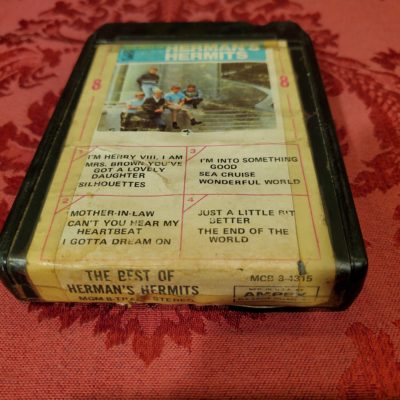 HERMAN'S
HERMITS
8
8
1
I'M HENRY VIII, I AM
MRS. BROWN YOU'VE
GOT A LOVELY
DAUGHTER
SILHOUETTES
3
I'M INTO SOMETHING
GOOD
SEA CRUISE
WONDERFUL WORLD
2
MOTHER-IN-LAW
CAN'T YOU HEAR MY
HEARTBEAT
I GOTTA DREAM ON
4
JUST A LITTLE BIT
BETTER
THE END OF THE
WORLD
THE BEST OF
HERMAN'S HERMITS
MGM 8-TRACK STEREO
MGB 8-4315
AMPEX